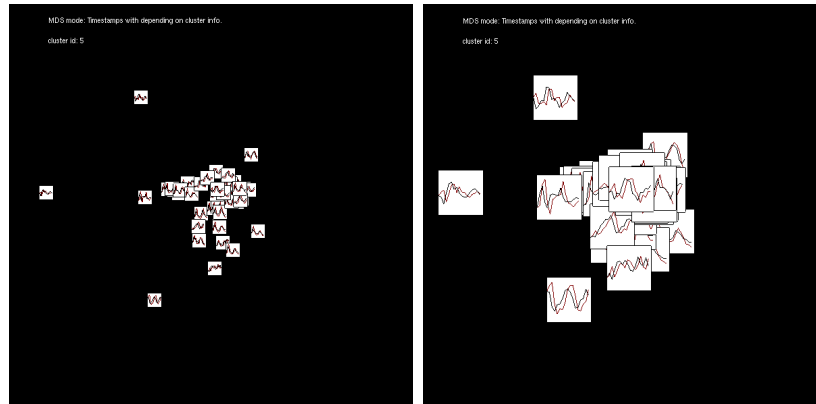 MDS mode: Timestamps with depending on cluster info.
cluster id: 5
MDS mode: Timestamps with depending on cluster info.
cluster id: 5